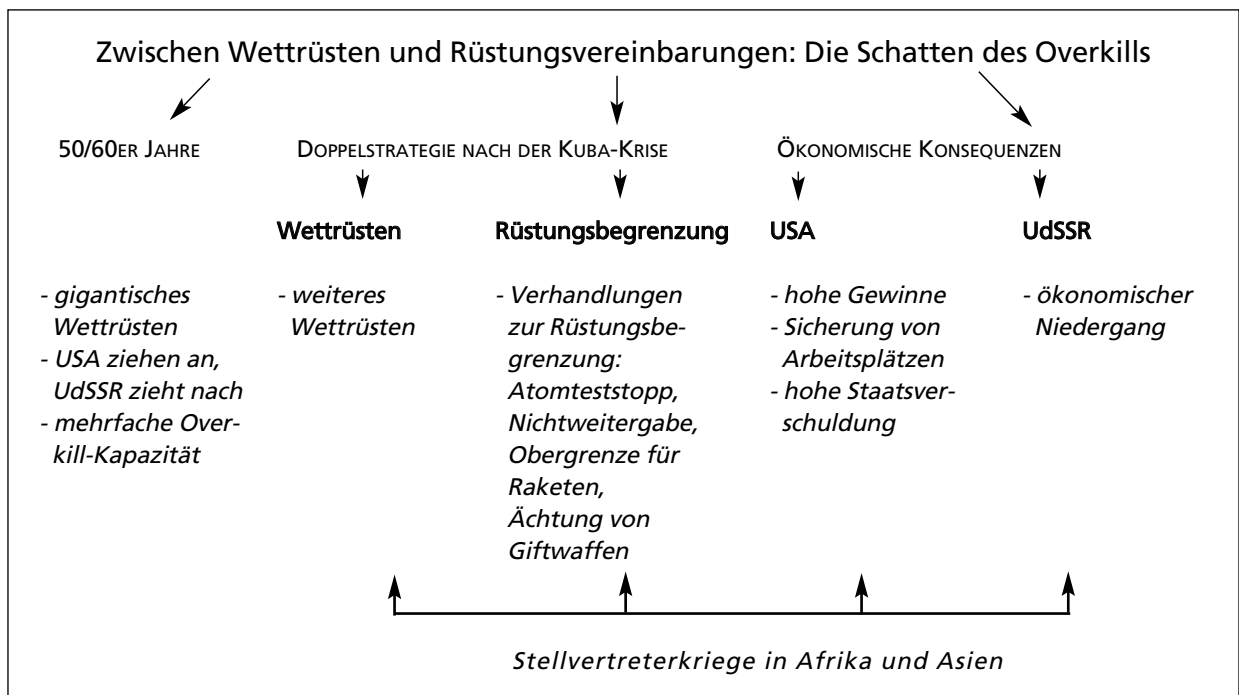 Zwischen Wettrüsten und Rüstungsvereinbarungen: Die Schatten des Overkills
50/60ER JAHRE
DOPPELSTRATEGIE NACH DER KUBA-KRISE
ÖKONOMISCHE KONSEQUENZEN
Wettrüsten
Rüstungsbegrenzung
USA
UdSSR
- gigantisches
Wettrüsten
- USA ziehen an,
UdSSR zieht nach
- mehrfache Over-
kill-Kapazität
- weiteres
Wettrüsten
- Verhandlungen
zur Rüstungsbe-
grenzung:
Atomteststopp,
Nichtweitergabe,
Obergrenze für
Raketen,
Ächtung von
Giftwaffen
- hohe Gewinne
- Sicherung von
Arbeitsplätzen
- hohe Staatsver-
schuldung
- ökonomischer
Niedergang
Stellvertreterkriege in Afrika und Asien